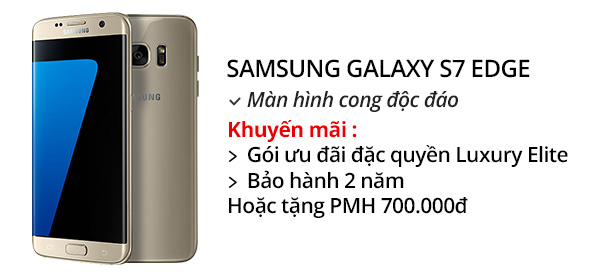 SAMSUNG
SAMSUNG GALAXY S7 EDGE
Màn hình cong độc đáo
Khuyến mãi :
> Gói ưu đãi đặc quyền Luxury Elite
> Bảo hành 2 năm
Hoặc tặng PMH 700.000đ